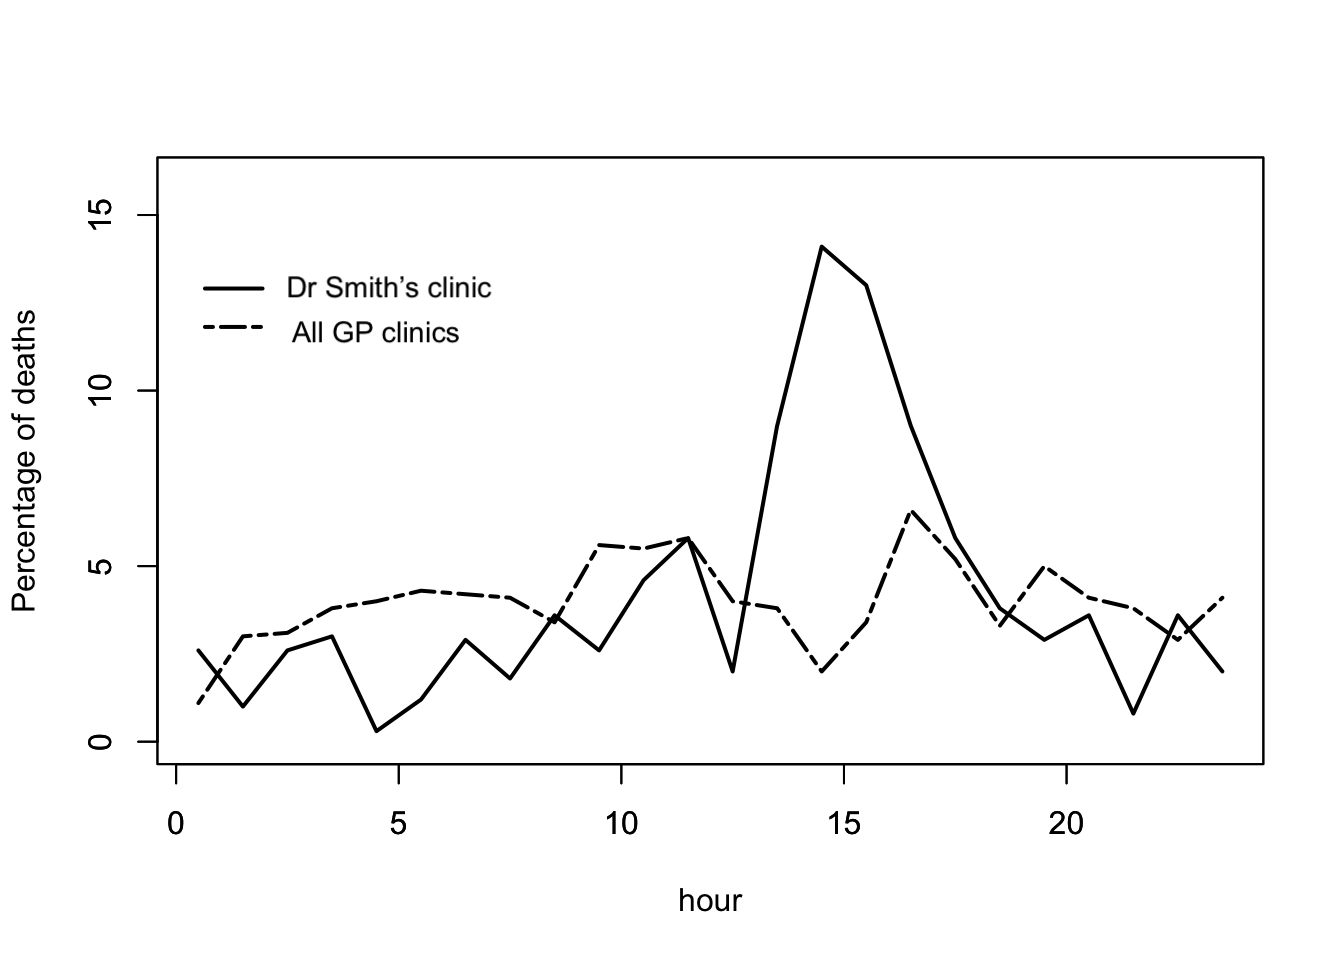 15
10
5
0
Percentage of deaths
Dr Smith’s clinic
All GP clinics
0 5 10 15 20
hour